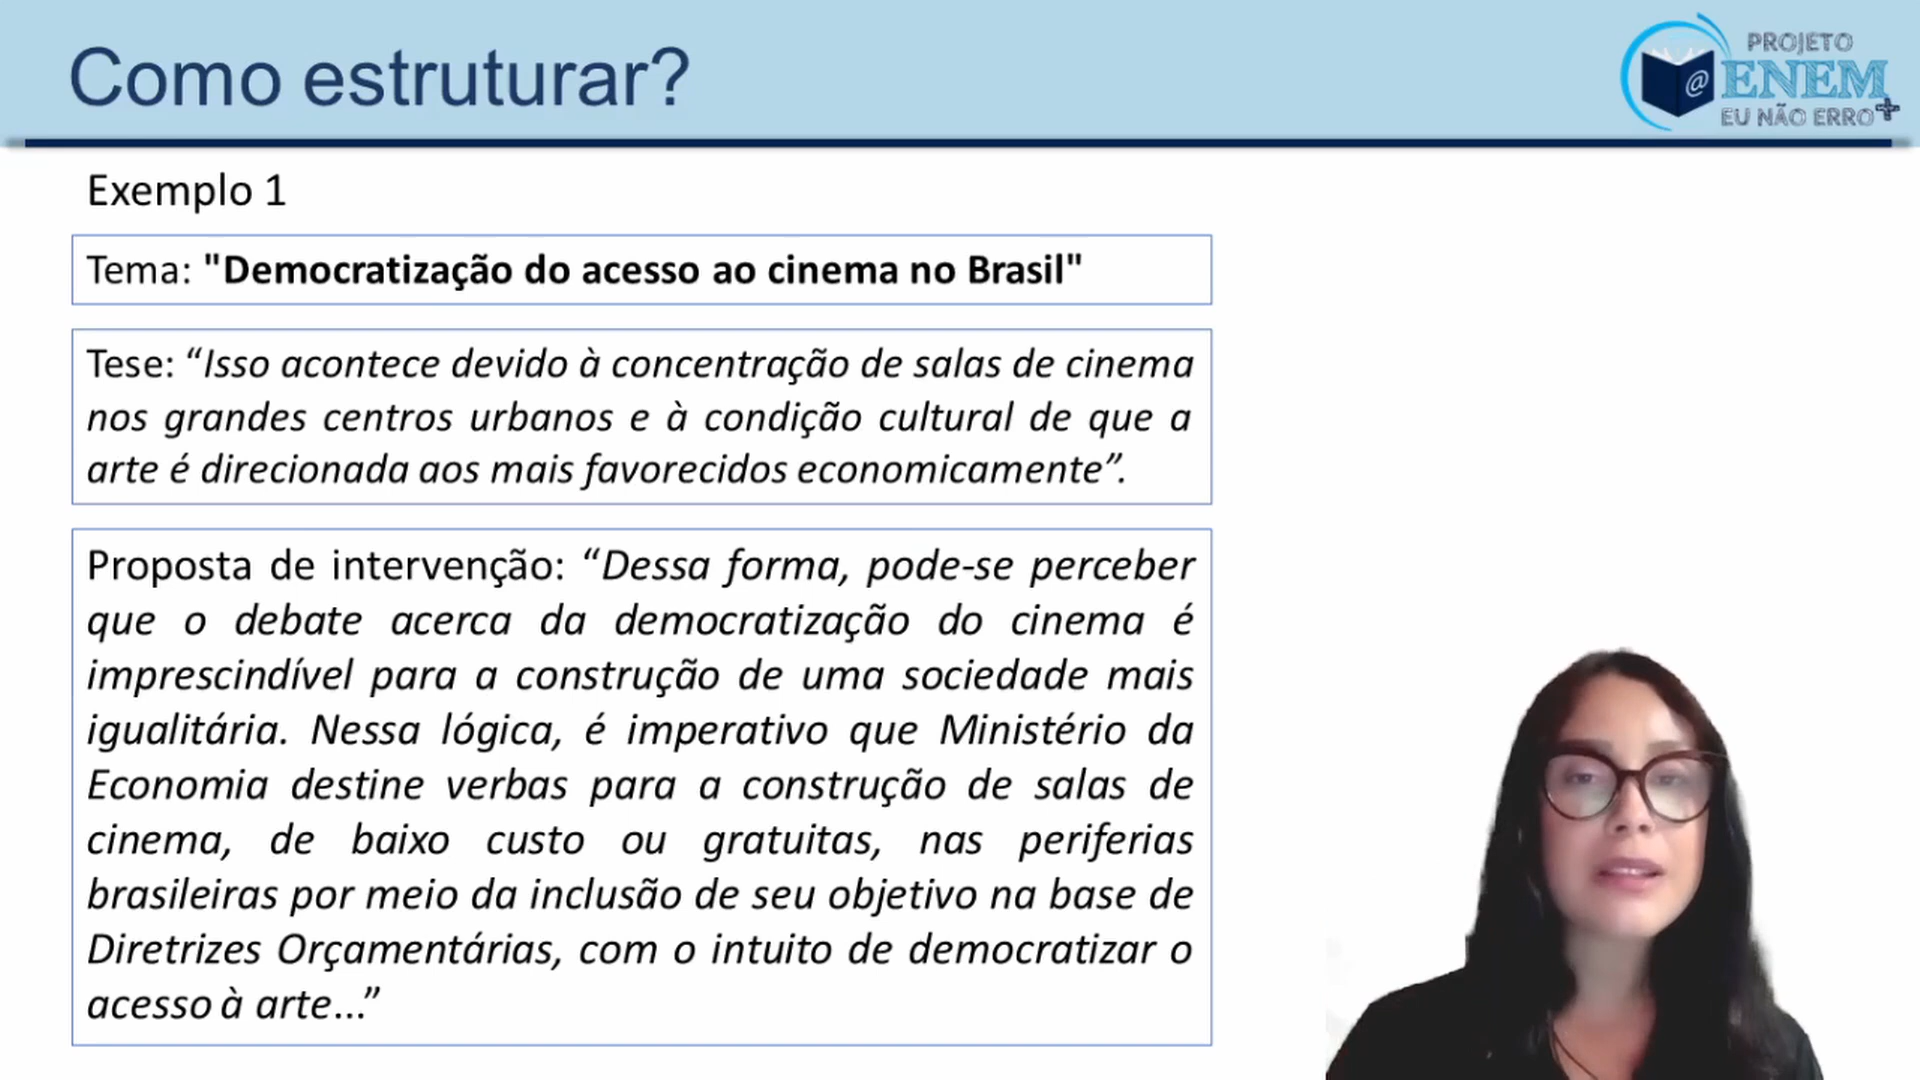 Como estruturar?
PROJETO
@ENEM
EU NÃO ERRO+
Exemplo 1
Tema: "Democratização do acesso ao cinema no Brasil"
Tese: “Isso acontece devido à concentração de salas de cinema
nos grandes centros urbanos e à condição cultural de que a
arte é direcionada aos mais favorecidos economicamente”.
Proposta de intervenção: “Dessa forma, pode-se perceber
que o debate acerca da democratização do cinema é
imprescindível para a construção de uma sociedade mais
igualitária. Nessa lógica, é imperativo que Ministério da
Economia destine verbas para a construção de salas de
cinema, de baixo custo ou gratuitas, nas periferias
brasileiras por meio da inclusão de seu objetivo na base de
Diretrizes Orçamentárias, com o intuito de democratizar o
acesso à arte...”